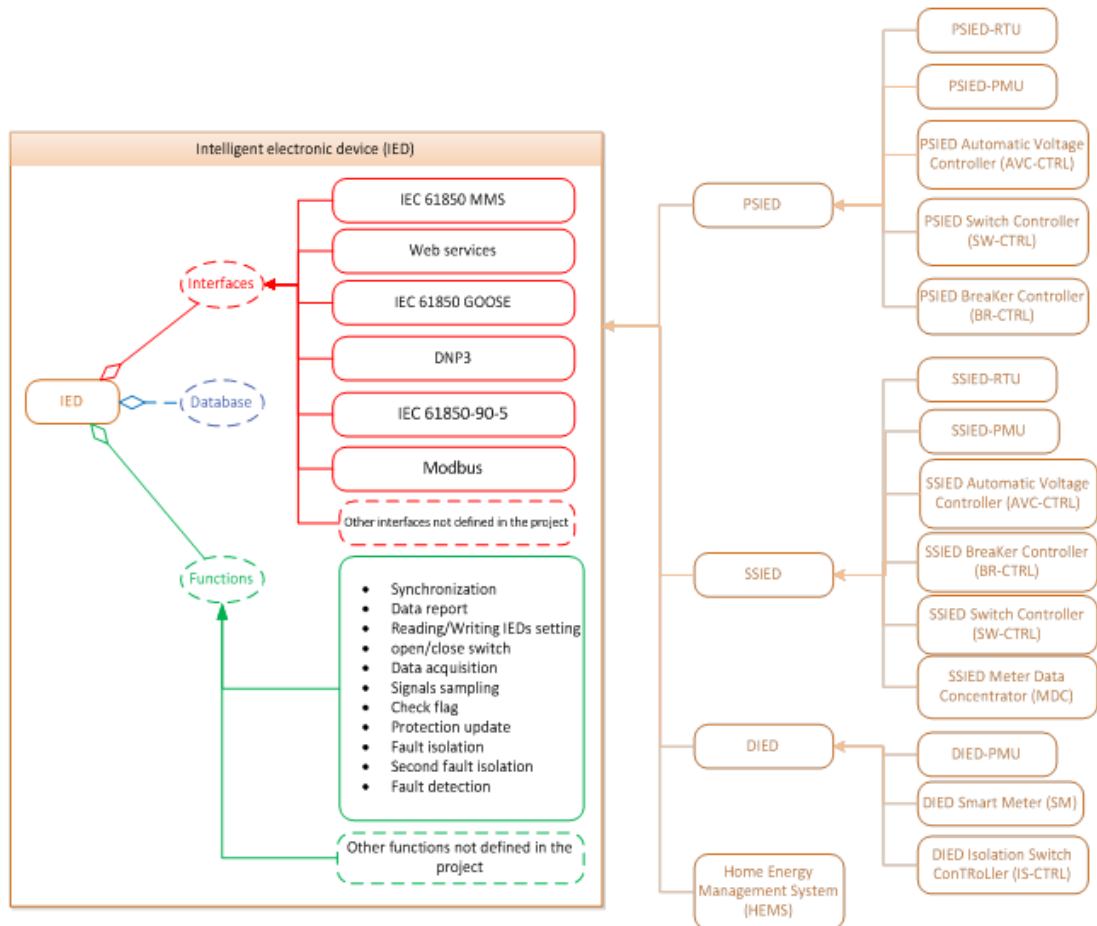 Intelligent electronic device (IED)
IED
Interfaces
Database
Functions
IEC 61850 MMS
Web services
IEC 61850 GOOSE
DNP3
IEC 61850-90-5
Modbus
Other interfaces not defined in the project
• Synchronization
• Data report
• Reading/Writing IEDs setting
• open/close switch
• Data acquisition
• Signals sampling
• Check flag
• Protection update
• Fault isolation
• Second fault isolation
• Fault detection
Other functions not defined in the
project
PSIED
PSIED-RTU
PSIED-PMU
PSIED Automatic Voltage
Controller (AVC-CTRL)
PSIED Switch Controller
(SW-CTRL)
PSIED BreaKer Controller
(BR-CTRL)
SSIED
SSIED-RTU
SSIED-PMU
SSIED Automatic Voltage
Controller (AVC-CTRL)
SSIED BreaKer Controller
(BR-CTRL)
SSIED Switch Controller
(SW-CTRL)
SSIED Meter Data
Concentrator (MDC)
DIED
DIED-PMU
DIED Smart Meter (SM)
DIED Isolation Switch
ConTRoLler (IS-CTRL)
Home Energy
Management System
(HEMS)